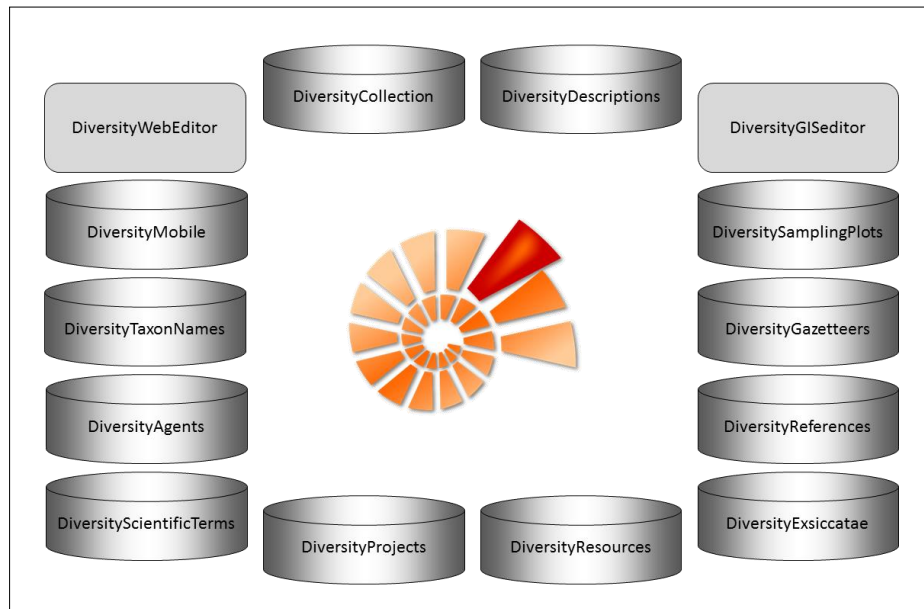 DiversityCollection
DiversityDescriptions
DiversityWebEditor
DiversityGISeditor
DiversityMobile
DiversitySamplingPlots
DiversityTaxonNames
DiversityGazetteers
DiversityAgents
DiversityReferences
DiversityScientificTerms
DiversityExsiccatae
DiversityProjects
DiversityResources